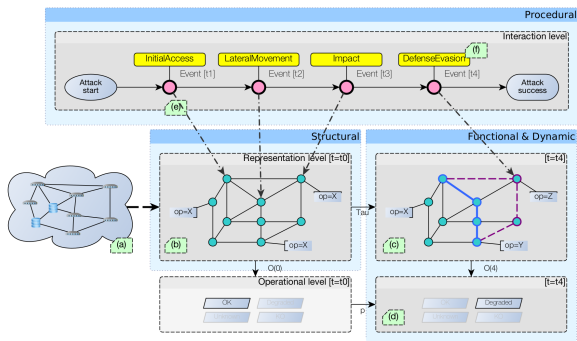 Procedural
Interaction level
(f)
InitialAccess
LateralMovement
Impact
DefenseEvasion
Event [t1]
Event [t2]
Event [t3]
Event [t4]
Attack
start
Attack
success
(e)
Structural
Functional & Dynamic
Representation level [t=t0]
[t=t4]
op=X
op=X
op=X
op=X
op=Z
op=Y
Tau
(a)
(b)
(c)
O(0)
O(4)
Operational level [t=t0]
[t=t4]
OK
Degraded
Degraded
p
(d)